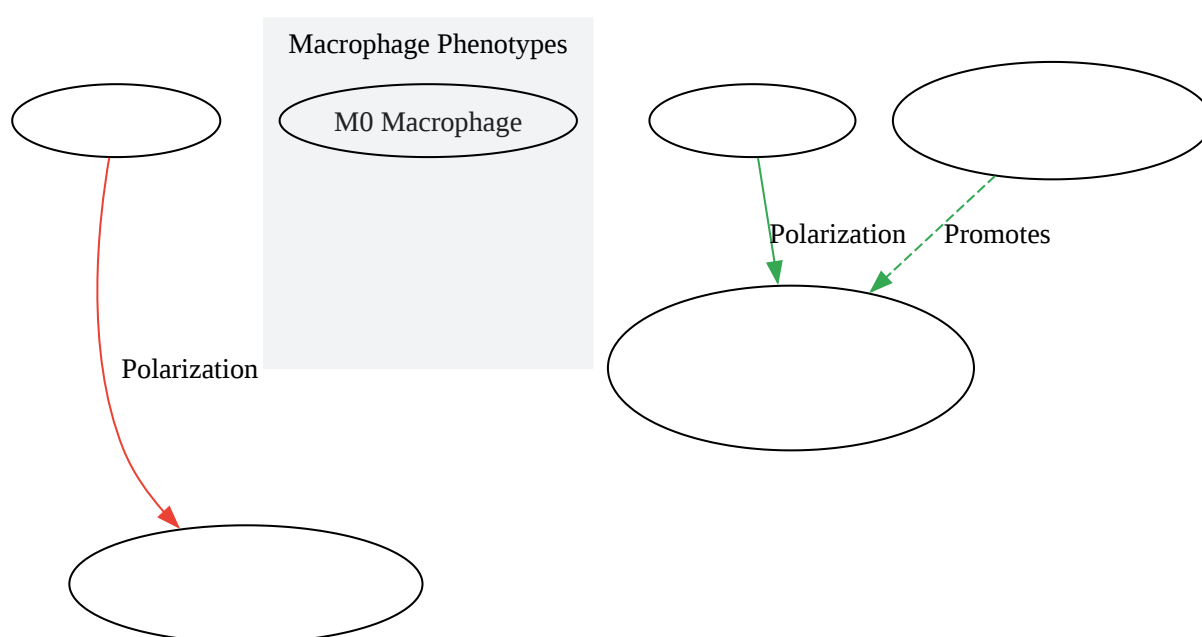 Macrophage Phenotypes
M0 Macrophage
Polarization
Promotes
Polarization